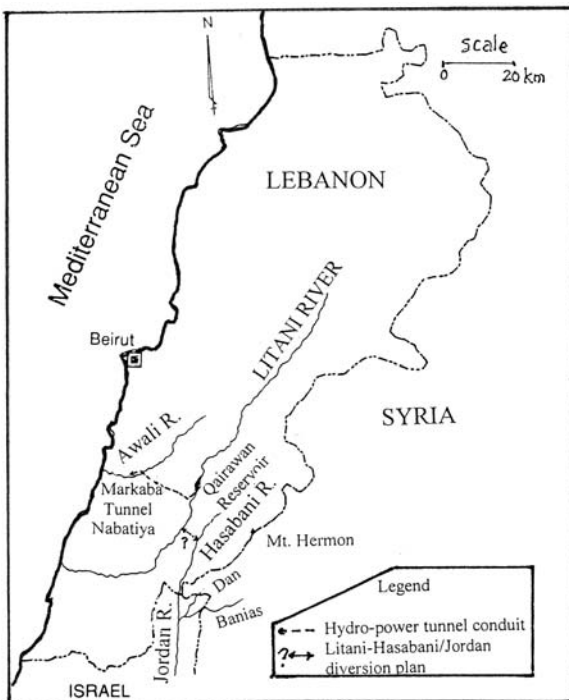 N
scale
0 20 km
Mediterranean Sea
LEBANON
Beirut
LITANI RIVER
SYRIA
Awali R.
Qairawan
Reservoir
Markaba
Tunnel
Nabatiya
Hasabani R.
?
Mt. Hermon
Dan
Banias
Jordan R.
ISRAEL
Legend
Hydro-power tunnel conduit
? Litani-Hasabani/Jordan
diversion plan